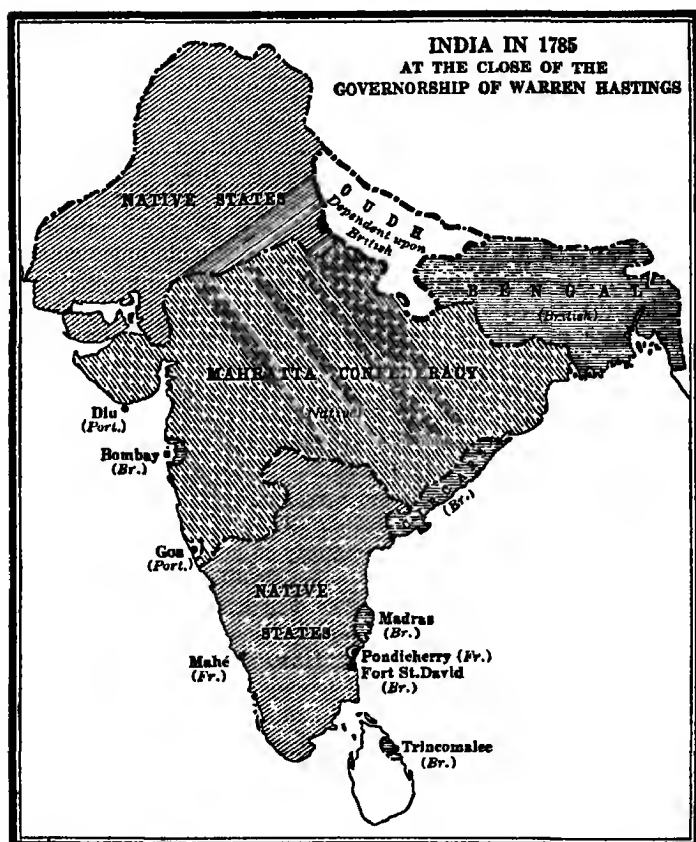 INDIA IN 1785
AT THE CLOSE OF THE
GOVERNORSHIP OF WARREN HASTINGS
NATIVE STATES
OUDH
Dependent upon
British
BENGAL
(British)
MAHRATTA CONFEDERACY
(Native)
Diu
(Port.)
Bombay
(Br.)
CIRCARS
(Br.)
Goa
(Port.)
NATIVE
STATES
Madras
(Br.)
Mahé
(Fr.)
Pondicherry (Fr.)
Fort St. David
(Br.)
Trincomalee
(Br.)